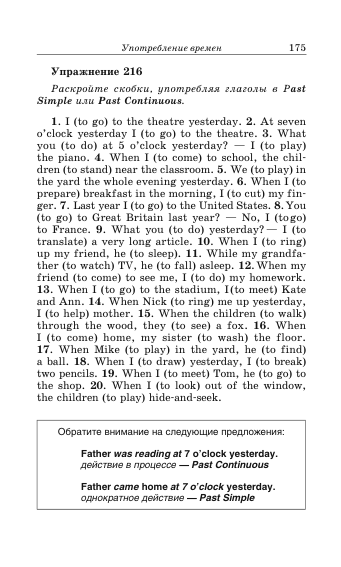 Употребление времен 175
Упражнение 216
Раскройте скобки, употребляя глаголы в Past
Simple или Past Continuous.
1. I (to go) to the theatre yesterday. 2. At seven
o'clock yesterday I (to go) to the theatre. 3. What
you (to do) at 5 o'clock yesterday? — I (to play)
the piano. 4. When I (to come) to school, the chil-
dren (to stand) near the classroom. 5. We (to play) in
the yard the whole evening yesterday. 6. When I (to
prepare) breakfast in the morning, I (to cut) my fin-
ger. 7. Last year I (to go) to the United States. 8. You
(to go) to Great Britain last year? — No, I (to go)
to France. 9. What you (to do) yesterday? — I (to
translate) a very long article. 10. When I (to ring)
up my friend, he (to sleep). 11. While my grandfa-
ther (to watch) TV, he (to fall) asleep. 12. When my
friend (to come) to see me, I (to do) my homework.
13. When I (to go) to the stadium, I (to meet) Kate
and Ann. 14. When Nick (to ring) me up yesterday,
I (to help) mother. 15. When the children (to walk)
through the wood, they (to see) a fox. 16. When
I (to come) home, my sister (to wash) the floor.
17. When Mike (to play) in the yard, he (to find)
a ball. 18. When I (to draw) yesterday, I (to break)
two pencils. 19. When I (to meet) Tom, he (to go) to
the shop. 20. When I (to look) out of the window,
the children (to play) hide-and-seek.
Обратите внимание на следующие предложения:
Father was reading at 7 o'clock yesterday.
действие в процессе — Past Continuous
Father came home at 7 o'clock yesterday.
однократное действие — Past Simple